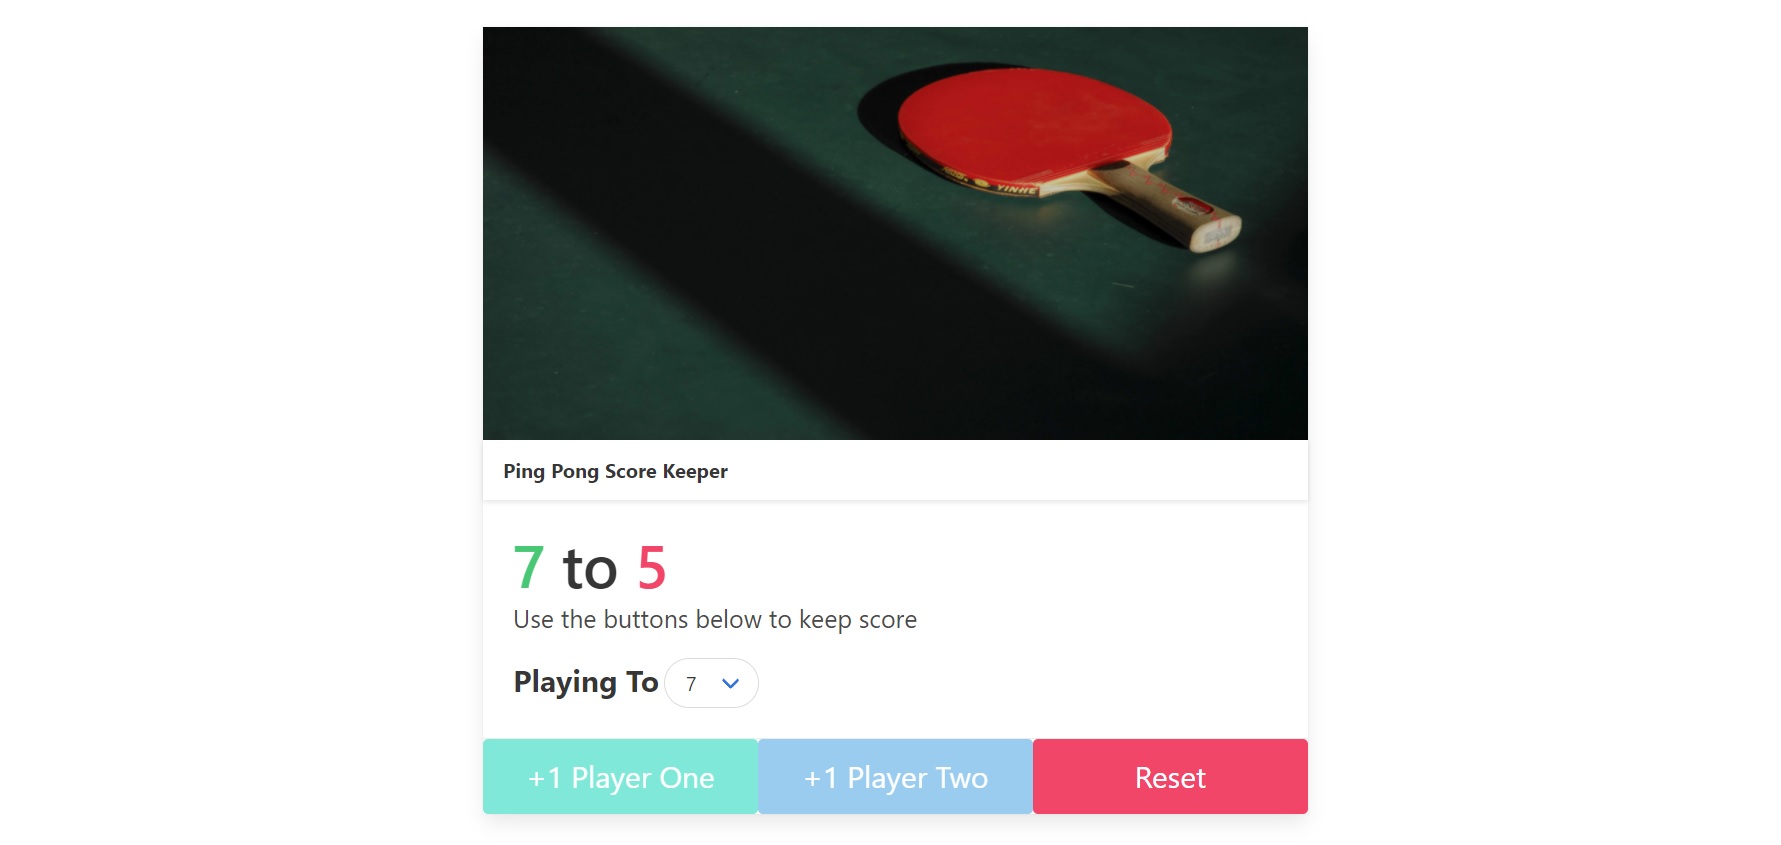 YINHE
Ping Pong Score Keeper
7 to 5
Use the buttons below to keep score
Playing To 7
+1 Player One
+1 Player Two
Reset